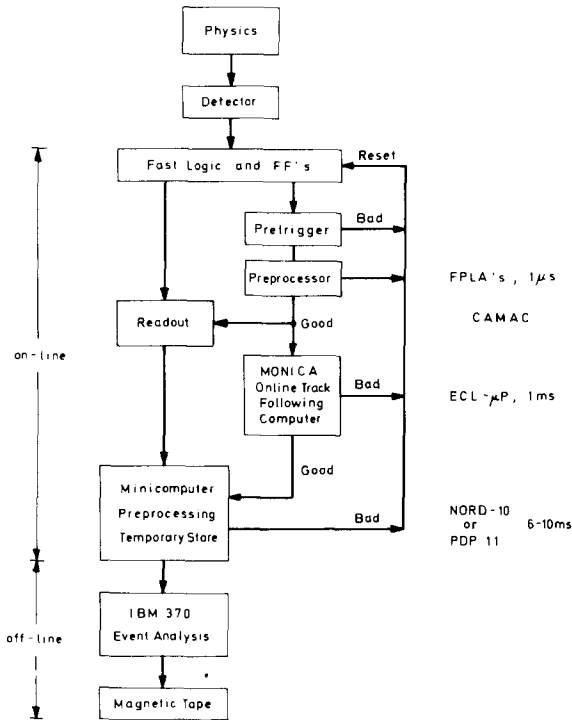 Physics
Detector
Fast Logic and FF's
Reset
Pretrigger
Bad
Preprocessor
FPLA's, 1μs
CAMAC
Readout
Good
on-line
MONICA
Online Track
Following
Computer
Bad
ECL-μP, 1ms
Good
Minicomputer
Preprocessing
Temporary Store
Bad
NORD-10
or
PDP 11
6-10ms
off-line
IBM 370
Event Analysis
Magnetic Tape